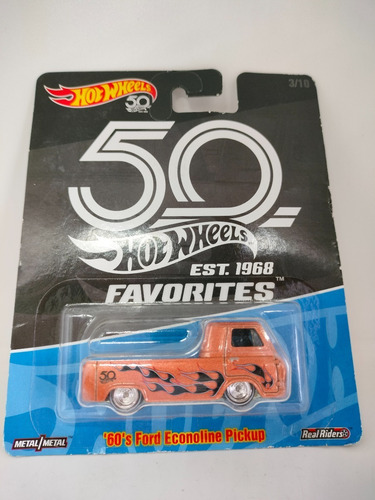 HOT WHEELS
50
3/10
50
HOT WHEELS
EST. 1968
FAVORITES™
50
'60's Ford Econoline Pickup
METAL/METAL
Real Riders